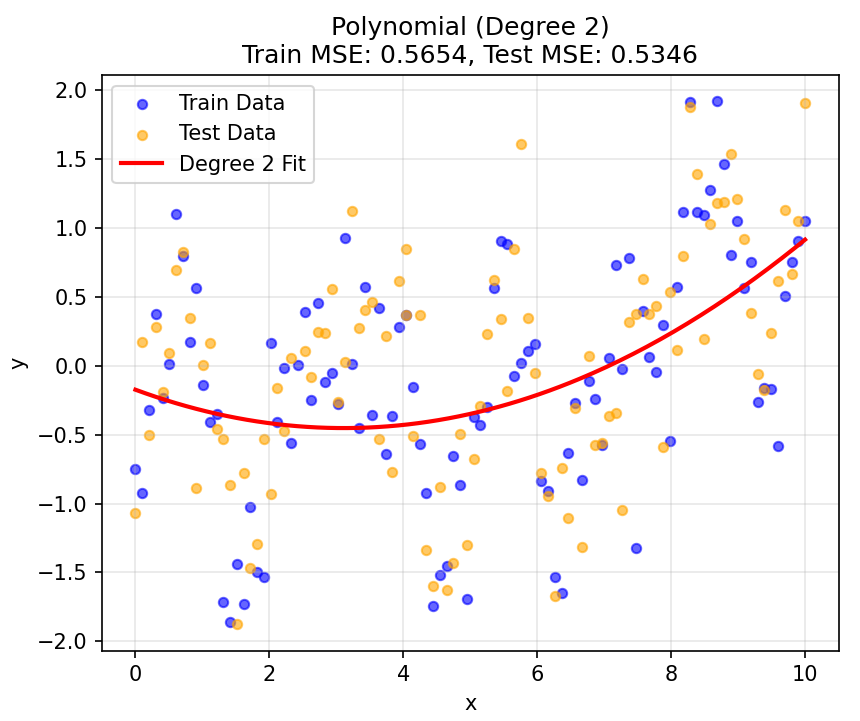 Polynomial (Degree 2)
Train MSE: 0.5654, Test MSE: 0.5346
Train Data
Test Data
Degree 2 Fit
2.0
1.5
1.0
0.5
0.0
−0.5
−1.0
−1.5
−2.0
y
0 2 4 6 8 10
x